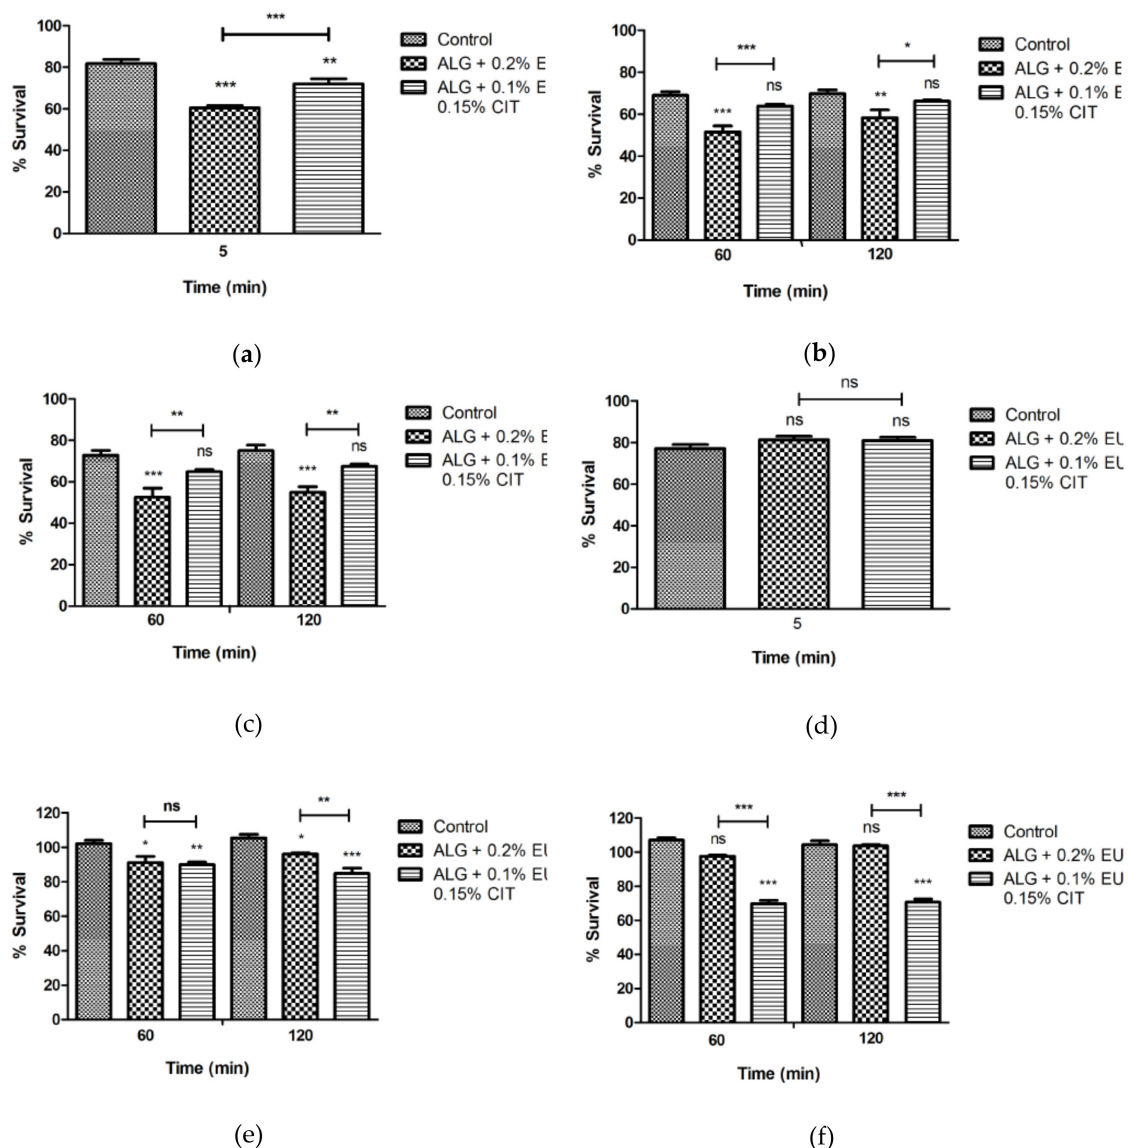 ***
100
80
60
40
20
0
% Survival
***
**
5
Time (min)
Control
ALG + 0.2% E
ALG + 0.1% E
0.15% CIT
(a)
***
*
100
80
60
40
20
0
% Survival
***
ns
**
ns
60
120
Time (min)
Control
ALG + 0.2% E
ALG + 0.1% E
0.15% CIT
(b)
**
**
100
80
60
40
20
0
% Survival
***
ns
***
ns
60
120
Time (min)
Control
ALG + 0.2% E
ALG + 0.1% E
0.15% CIT
(c)
ns
100
80
60
40
20
0
% Survival
ns
ns
5
Time (min)
Control
ALG + 0.2% EU
ALG + 0.1% EU
0.15% CIT
(d)
ns
**
120
100
80
60
40
20
0
% Survival
*
**
*
***
60
120
Time (min)
Control
ALG + 0.2% EU
ALG + 0.1% EU
0.15% CIT
(e)
***
***
120
100
80
60
40
20
0
% Survival
ns
***
ns
***
60
120
Time (min)
Control
ALG + 0.2% EU
ALG + 0.1% EU
0.15% CIT
(f)